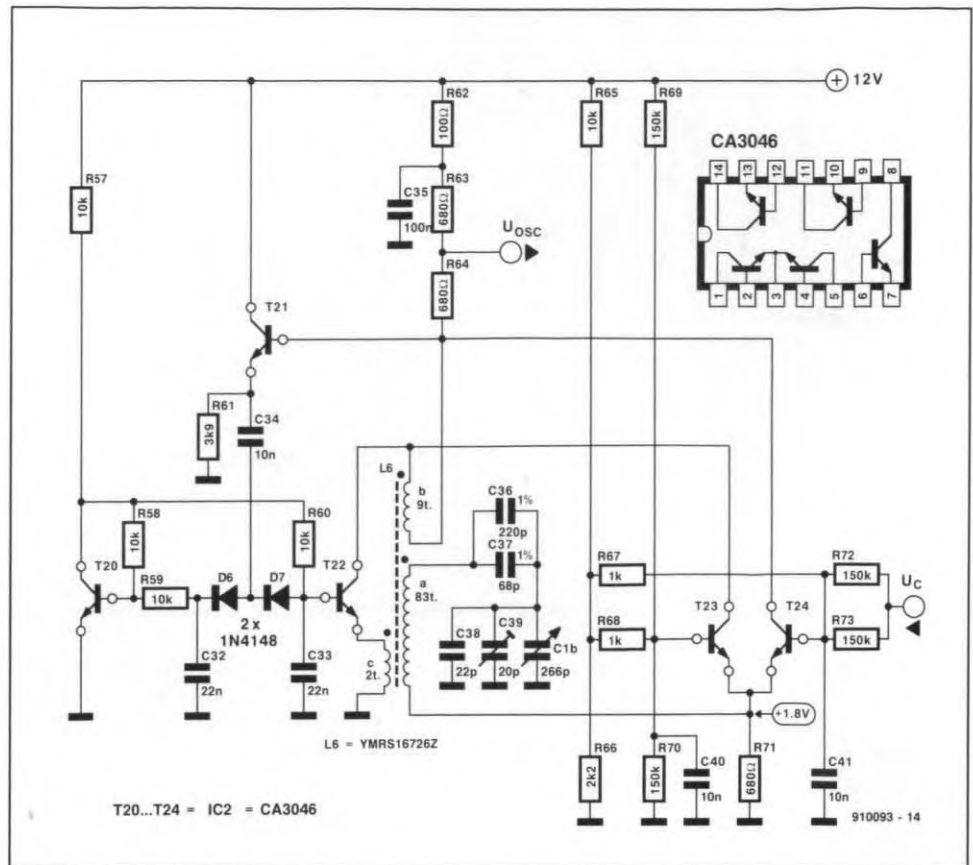 12V
R62
100Ω
R65
10k
R69
150k
CA3046
14 13 12 11 10 9 8
1 2 3 4 5 6 7
R57
10k
C35
100n
R63
680Ω
UOSC
R64
680Ω
T21
R61
3k9
C34
10n
L6
b
9t.
C36
1%
220p
C37
1%
68p
R58
10k
R60
10k
T20
R59
10k
D6
D7
2 x
1N4148
T22
a
83t.
R67
1k
R72
150k
UC
R68
1k
T23
T24
R73
150k
C32
22n
C33
22n
c
2t.
C38
22p
C39
20p
C1b
266p
+1.8V
L6 = YMRS16726Z
R66
2k2
R70
150k
C40
10n
R71
680Ω
C41
10n
T20...T24 = IC2 = CA3046
910093 - 14